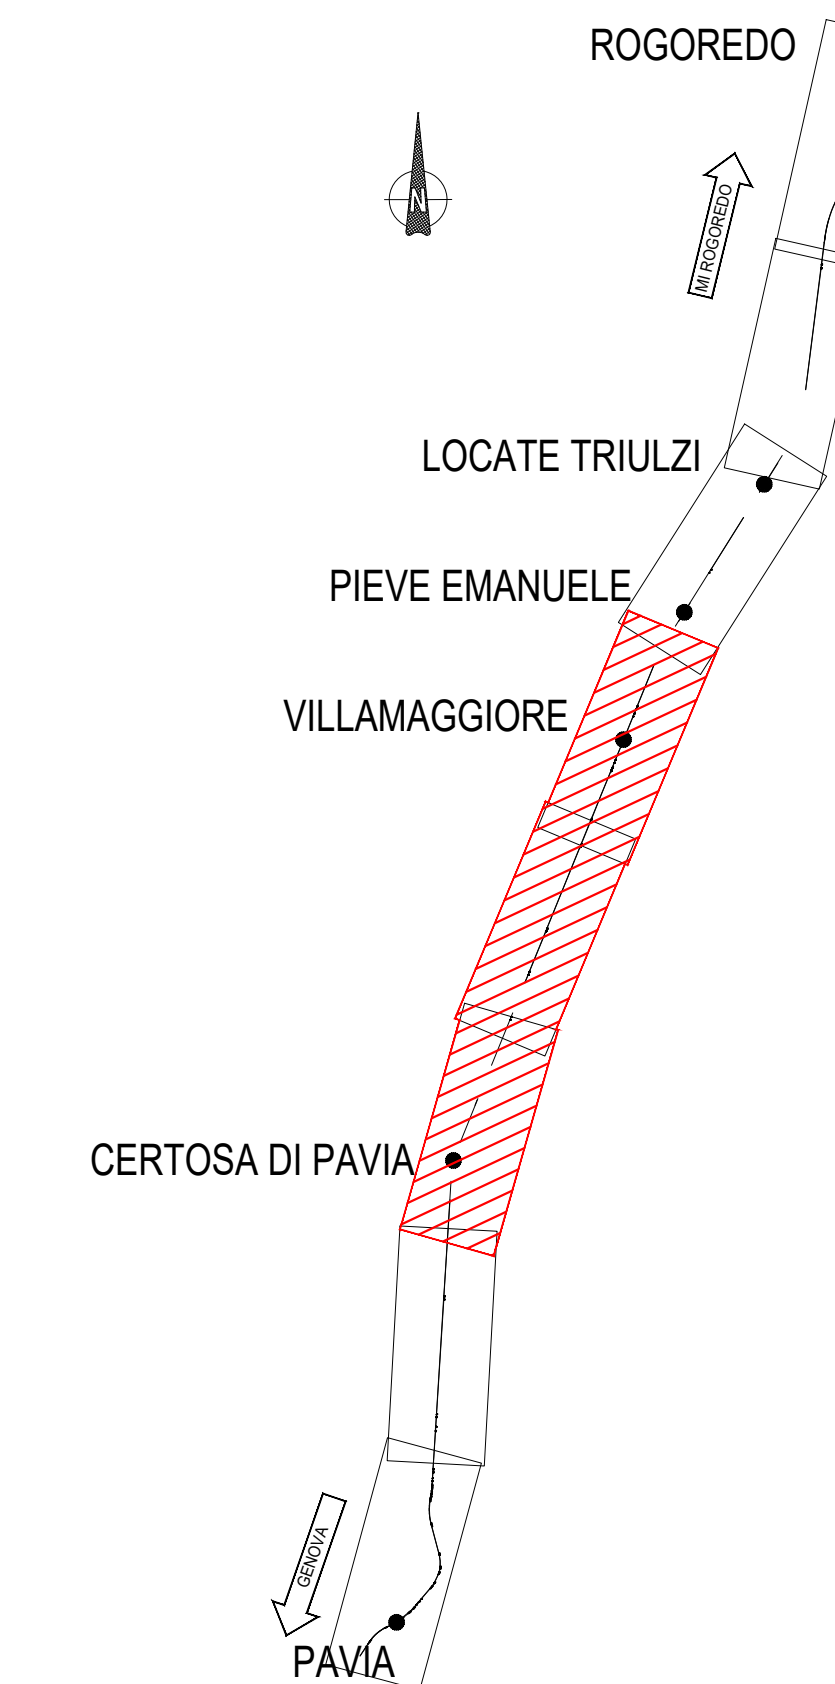 ROGOREDO
N
MI ROGOREDO
LOCATE TRIULZI
PIEVE EMANUELE
VILLAMAGGIORE
CERTOSA DI PAVIA
GENOVA
PAVIA